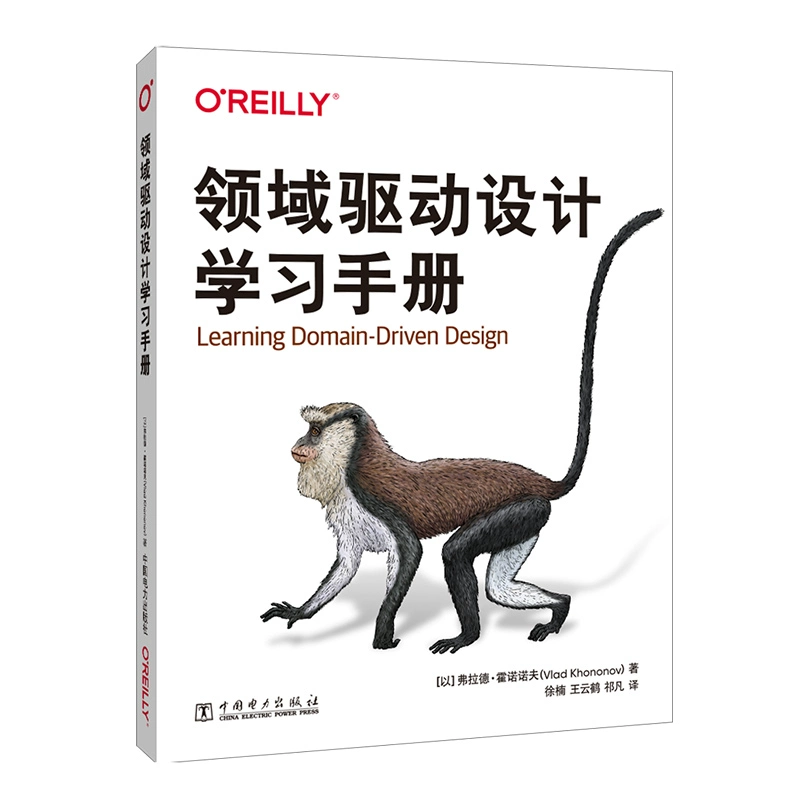 O'REILLY®
领域驱动设计
学习手册
Learning Domain-Driven Design
[以] 弗拉德·霍诺诺夫(Vlad Khononov) 著
徐楠 王云鹤 祁凡 译
中国电力出版社
CHINA ELECTRIC POWER PRESS
领域驱动设计学习手册
中国电力出版社
O'REILLY®